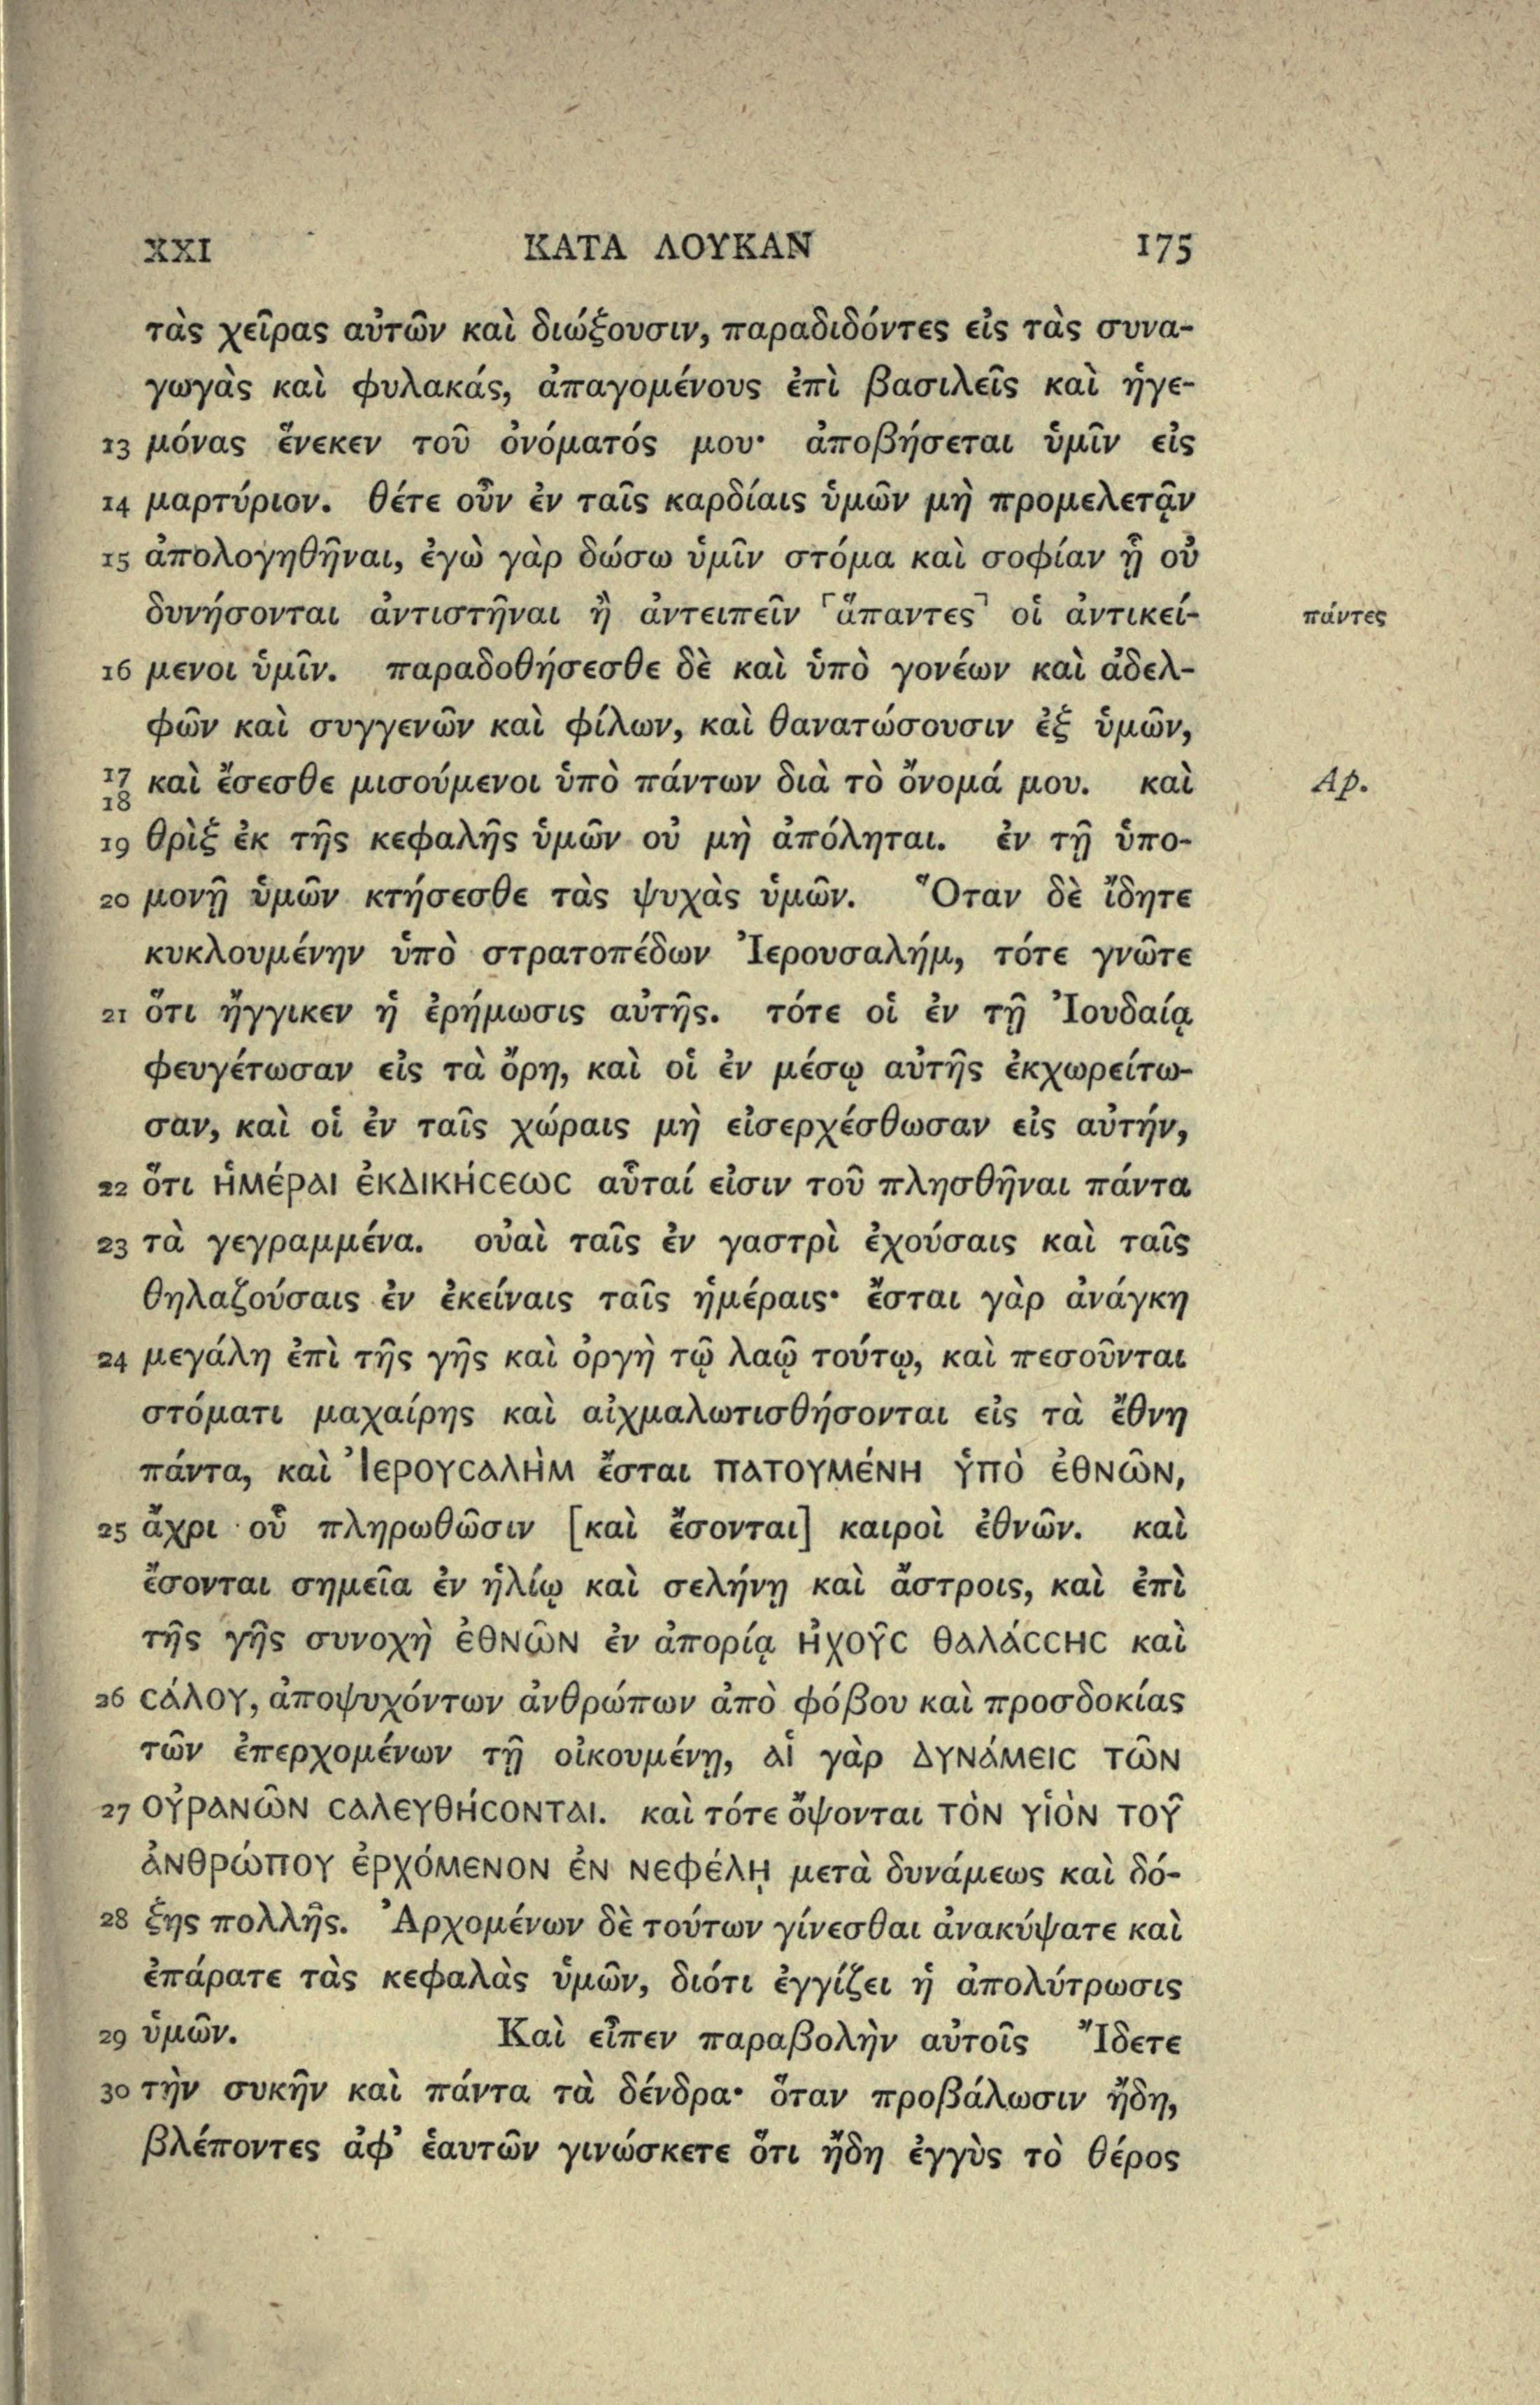 XXI ΚΑΤΑ ΛΟΥΚΑΝ 175
τὰς χεῖρας αὐτῶν καὶ διώξουσιν, παραδιδόντες εἰς τὰς συνα-
γωγὰς καὶ φυλακάς, ἀπαγομένους ἐπὶ βασιλεῖς καὶ ἡγε-
13 μόνας ἕνεκεν τοῦ ὀνόματός μου· ἀποβήσεται ὑμῖν εἰς
14 μαρτύριον. θέτε οὖν ἐν ταῖς καρδίαις ὑμῶν μὴ προμελετᾷν
15 ἀπολογηθῆναι, ἐγὼ γὰρ δώσω ὑμῖν στόμα καὶ σοφίαν ᾗ οὐ
δυνήσονται ἀντιστῆναι ἢ ἀντειπεῖν ⸢ἅπαντες⸣ οἱ ἀντικεί- πάντες
16 μενοι ὑμῖν. παραδοθήσεσθε δὲ καὶ ὑπὸ γονέων καὶ ἀδελ-
φῶν καὶ συγγενῶν καὶ φίλων, καὶ θανατώσουσιν ἐξ ὑμῶν,
17 18 καὶ ἔσεσθε μισούμενοι ὑπὸ πάντων διὰ τὸ ὄνομά μου. καὶ Ap.
19 θρὶξ ἐκ τῆς κεφαλῆς ὑμῶν οὐ μὴ ἀπόληται. ἐν τῇ ὑπο-
20 μονῇ ὑμῶν κτήσεσθε τὰς ψυχὰς ὑμῶν. Ὅταν δὲ ἴδητε
κυκλουμένην ὑπὸ στρατοπέδων Ἰερουσαλήμ, τότε γνῶτε
21 ὅτι ἤγγικεν ἡ ἐρήμωσις αὐτῆς. τότε οἱ ἐν τῇ Ἰουδαίᾳ
φευγέτωσαν εἰς τὰ ὄρη, καὶ οἱ ἐν μέσῳ αὐτῆς ἐκχωρείτω-
σαν, καὶ οἱ ἐν ταῖς χώραις μὴ εἰσερχέσθωσαν εἰς αὐτήν,
22 ὅτι ἡμέραι ἐκδικήσεως αὗταί εἰσιν τοῦ πλησθῆναι πάντα
23 τὰ γεγραμμένα. οὐαὶ ταῖς ἐν γαστρὶ ἐχούσαις καὶ ταῖς
θηλαζούσαις ἐν ἐκείναις ταῖς ἡμέραις· ἔσται γὰρ ἀνάγκη
24 μεγάλη ἐπὶ τῆς γῆς καὶ ὀργὴ τῷ λαῷ τούτῳ, καὶ πεσοῦνται
στόματι μαχαίρης καὶ αἰχμαλωτισθήσονται εἰς τὰ ἔθνη
πάντα, καὶ Ἰερουσαλὴμ ἔσται πατουμένη ὑπὸ ἐθνῶν,
25 ἄχρι οὗ πληρωθῶσιν [καὶ ἔσονται] καιροὶ ἐθνῶν. καὶ
ἔσονται σημεῖα ἐν ἡλίῳ καὶ σελήνῃ καὶ ἄστροις, καὶ ἐπὶ
τῆς γῆς συνοχὴ ἐθνῶν ἐν ἀπορίᾳ ἠχοῦς θαλάσσης καὶ
26 σάλου, ἀποψυχόντων ἀνθρώπων ἀπὸ φόβου καὶ προσδοκίας
τῶν ἐπερχομένων τῇ οἰκουμένῃ, αἱ γὰρ δυνάμεις τῶν
27 οὐρανῶν σαλευθήσονται. καὶ τότε ὄψονται τὸν υἱὸν τοῦ
ἀνθρώπου ἐρχόμενον ἐν νεφέλῃ μετὰ δυνάμεως καὶ δό-
28 ξης πολλῆς. Ἀρχομένων δὲ τούτων γίνεσθαι ἀνακύψατε καὶ
ἐπάρατε τὰς κεφαλὰς ὑμῶν, διότι ἐγγίζει ἡ ἀπολύτρωσις
29 ὑμῶν. Καὶ εἶπεν παραβολὴν αὐτοῖς Ἴδετε
30 τὴν συκῆν καὶ πάντα τὰ δένδρα· ὅταν προβάλωσιν ἤδη,
βλέποντες ἀφ᾽ ἑαυτῶν γινώσκετε ὅτι ἤδη ἐγγὺς τὸ θέρος